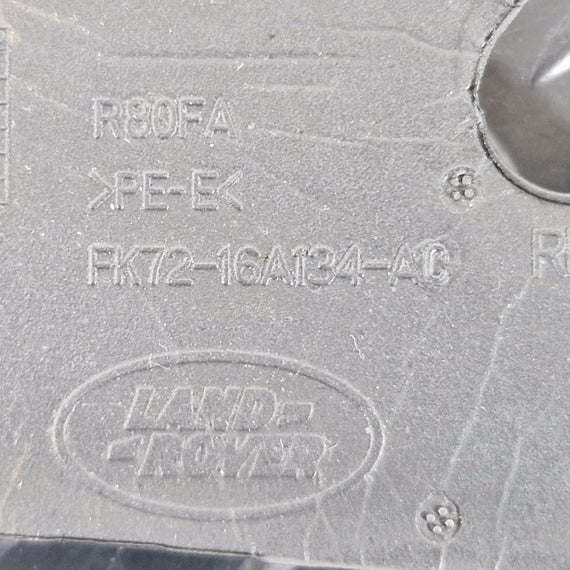 R80FA
>PE-E<
FK72-16A134-AC
LAND-
-ROVER